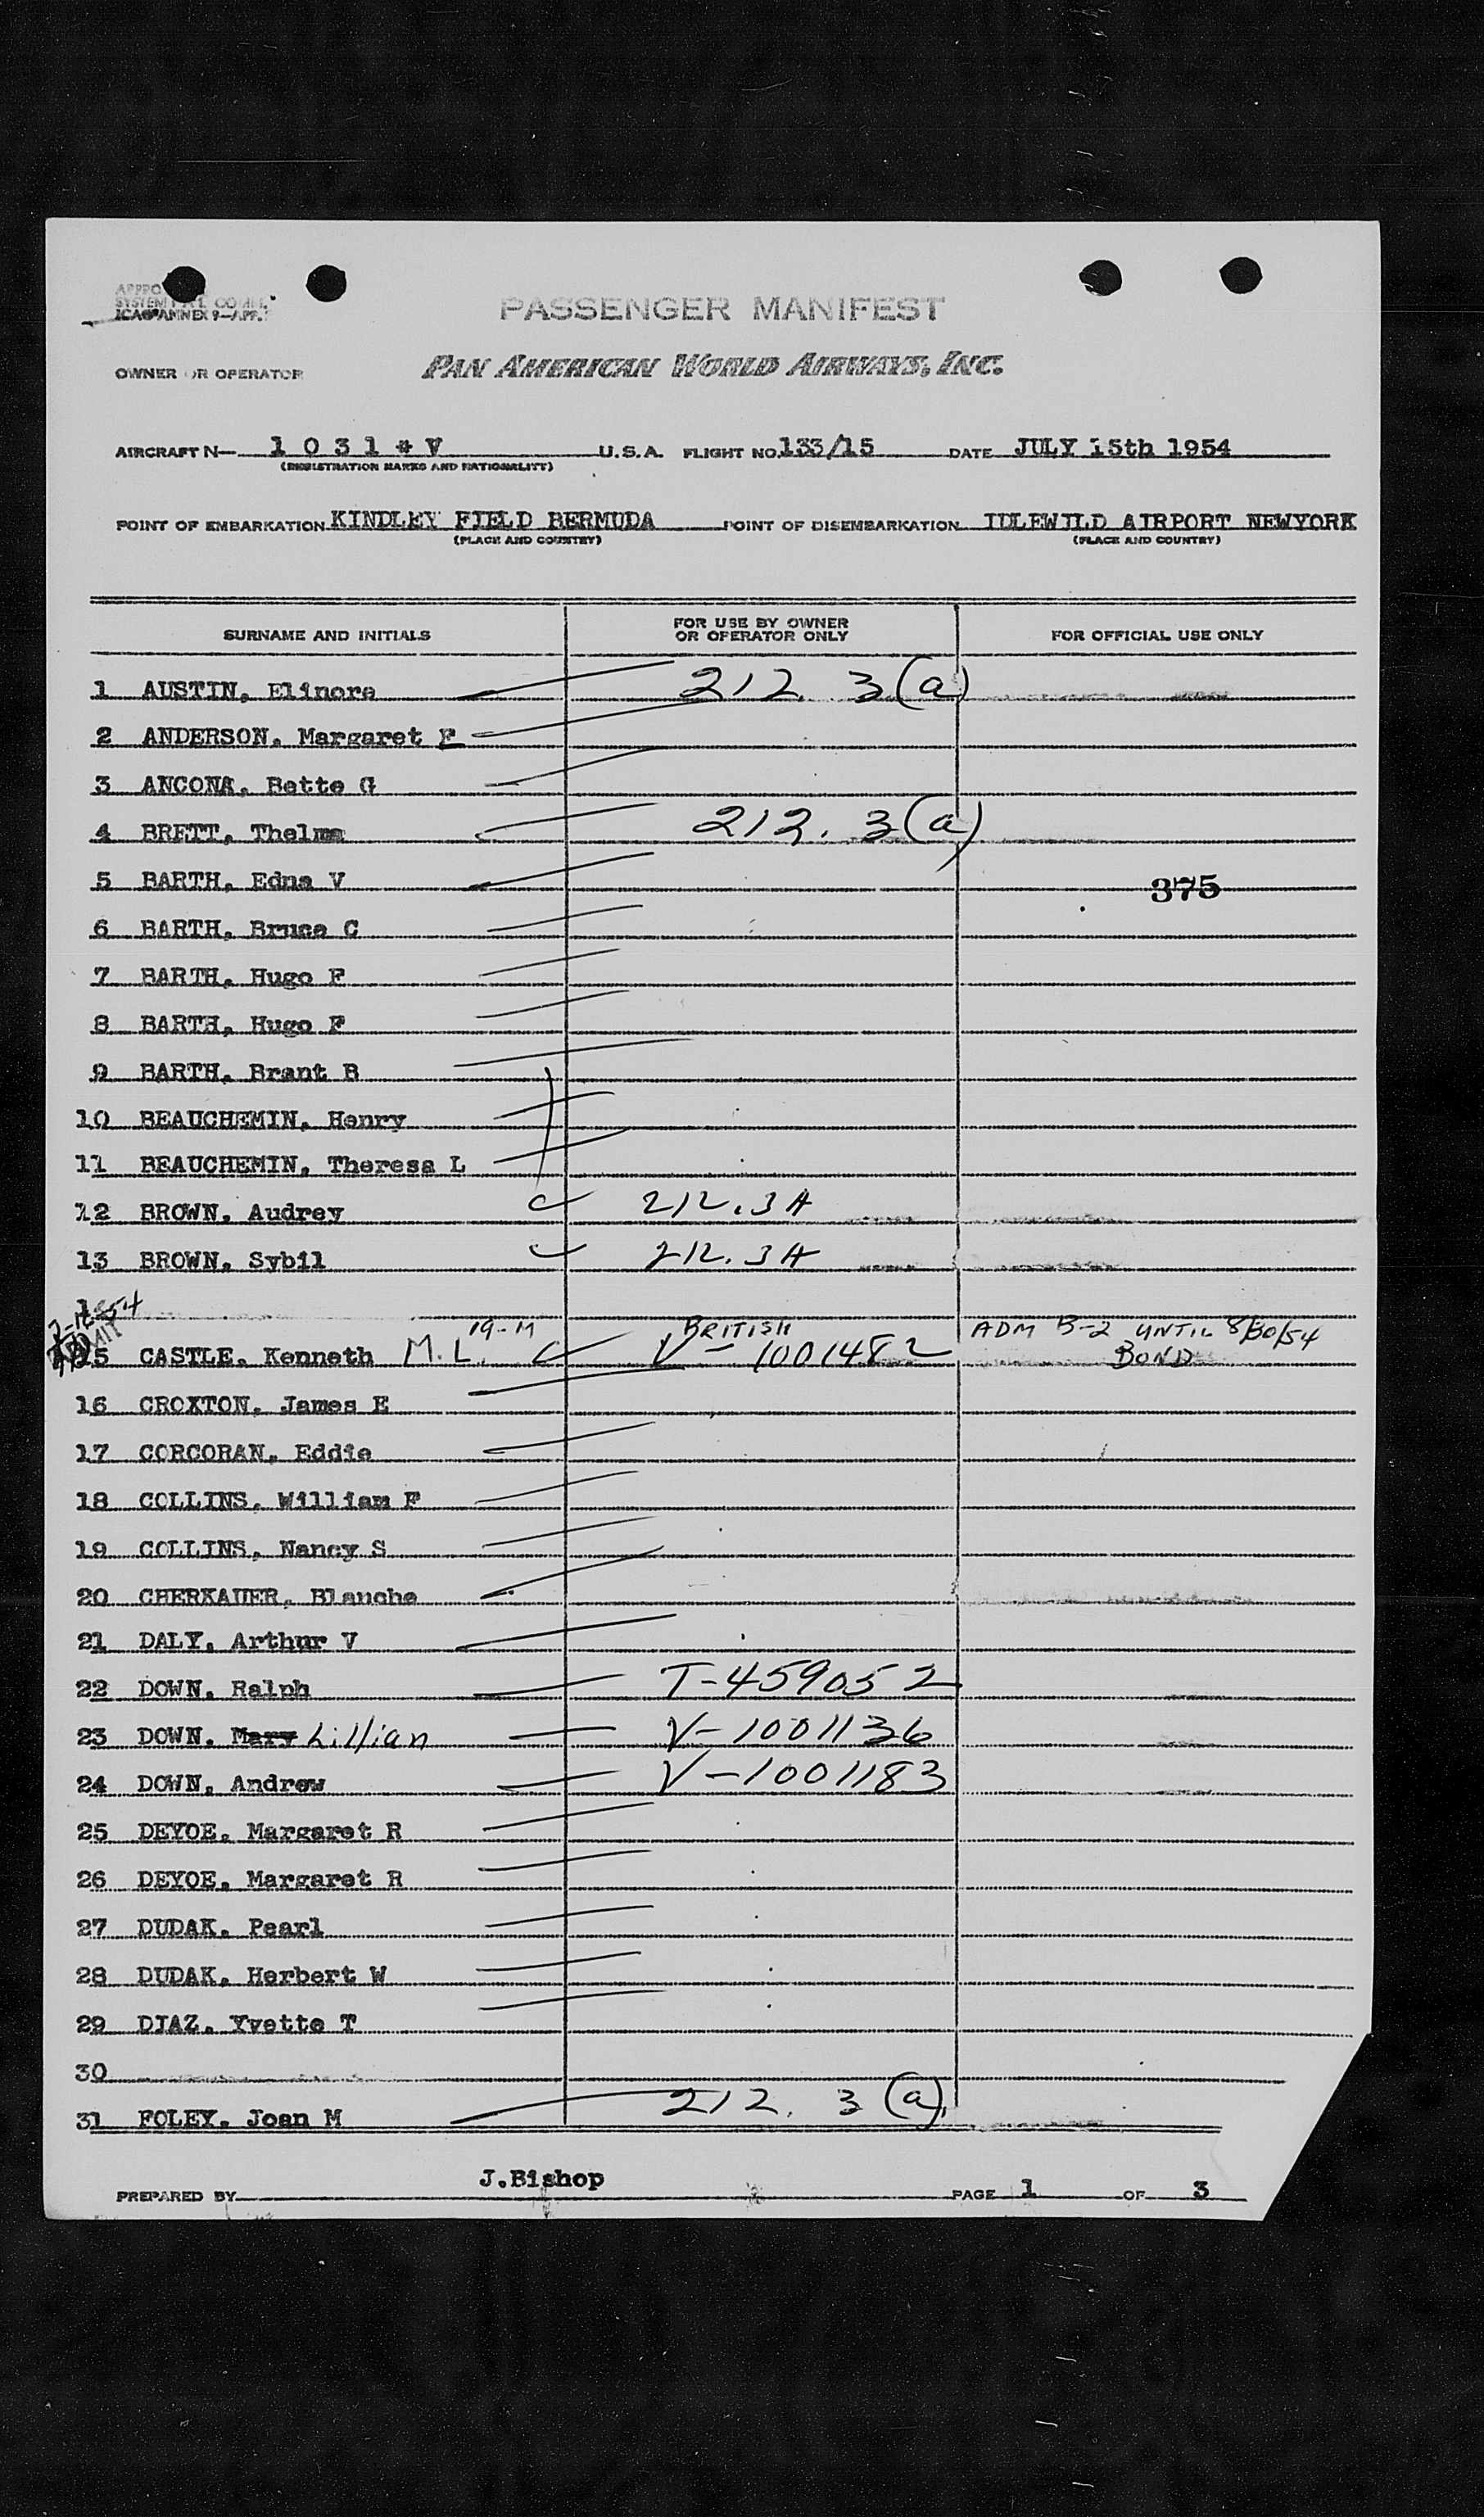 PASSENGER MANIFEST
ICAO ANNEX 9-APP.
OWNER OR OPERATOR PAN AMERICAN WORLD AIRWAYS, INC.
AIRCRAFT N- 1 0 3 1 * V U.S.A. FLIGHT NO. 133/15 DATE JULY 15th 1954
(REGISTRATION MARKS AND NATIONALITY)
POINT OF EMBARKATION KINDLEY FIELD BERMUDA POINT OF DISEMBARKATION IDLEWILD AIRPORT NEWYORK
(PLACE AND COUNTRY) (PLACE AND COUNTRY)
SURNAME AND INITIALS FOR USE BY OWNER OR OPERATOR ONLY FOR OFFICIAL USE ONLY
1 AUSTIN, Elinore 212. 3(a)
2 ANDERSON, Margaret F
3 ANCONA, Bette G
4 BRETT, Thelma 212. 3(a)
5 BARTH, Edna V 375
6 BARTH, Bruce C
7 BARTH, Hugo F
8 BARTH, Hugo F
9 BARTH, Brant B
10 BEAUCHEMIN, Henry
11 BEAUCHEMIN, Theresa L
12 BROWN, Audrey 212.3A
13 BROWN, Sybil 212.3A
19-M BRITISH ADM B-2 UNTIL 8/30/54
CASTLE, Kenneth M.L. V-1001482 BOND
16 CROXTON, James E
17 CORCORAN, Eddie
18 COLLINS, William F
19 COLLINS, Nancy S
20 CHERKAUER, Blanche
21 DALY, Arthur V
22 DOWN, Ralph T-459052
23 DOWN, Mary Lillian V-1001136
24 DOWN, Andrew V-1001183
25 DEYOE, Margaret R
26 DEYOE, Margaret R
27 DUDAK, Pearl
28 DUDAK, Herbert W
29 DIAZ, Yvette T
30
31 FOLEY, Joan M 212. 3(a)
PREPARED BY J.Bishop PAGE 1 OF 3